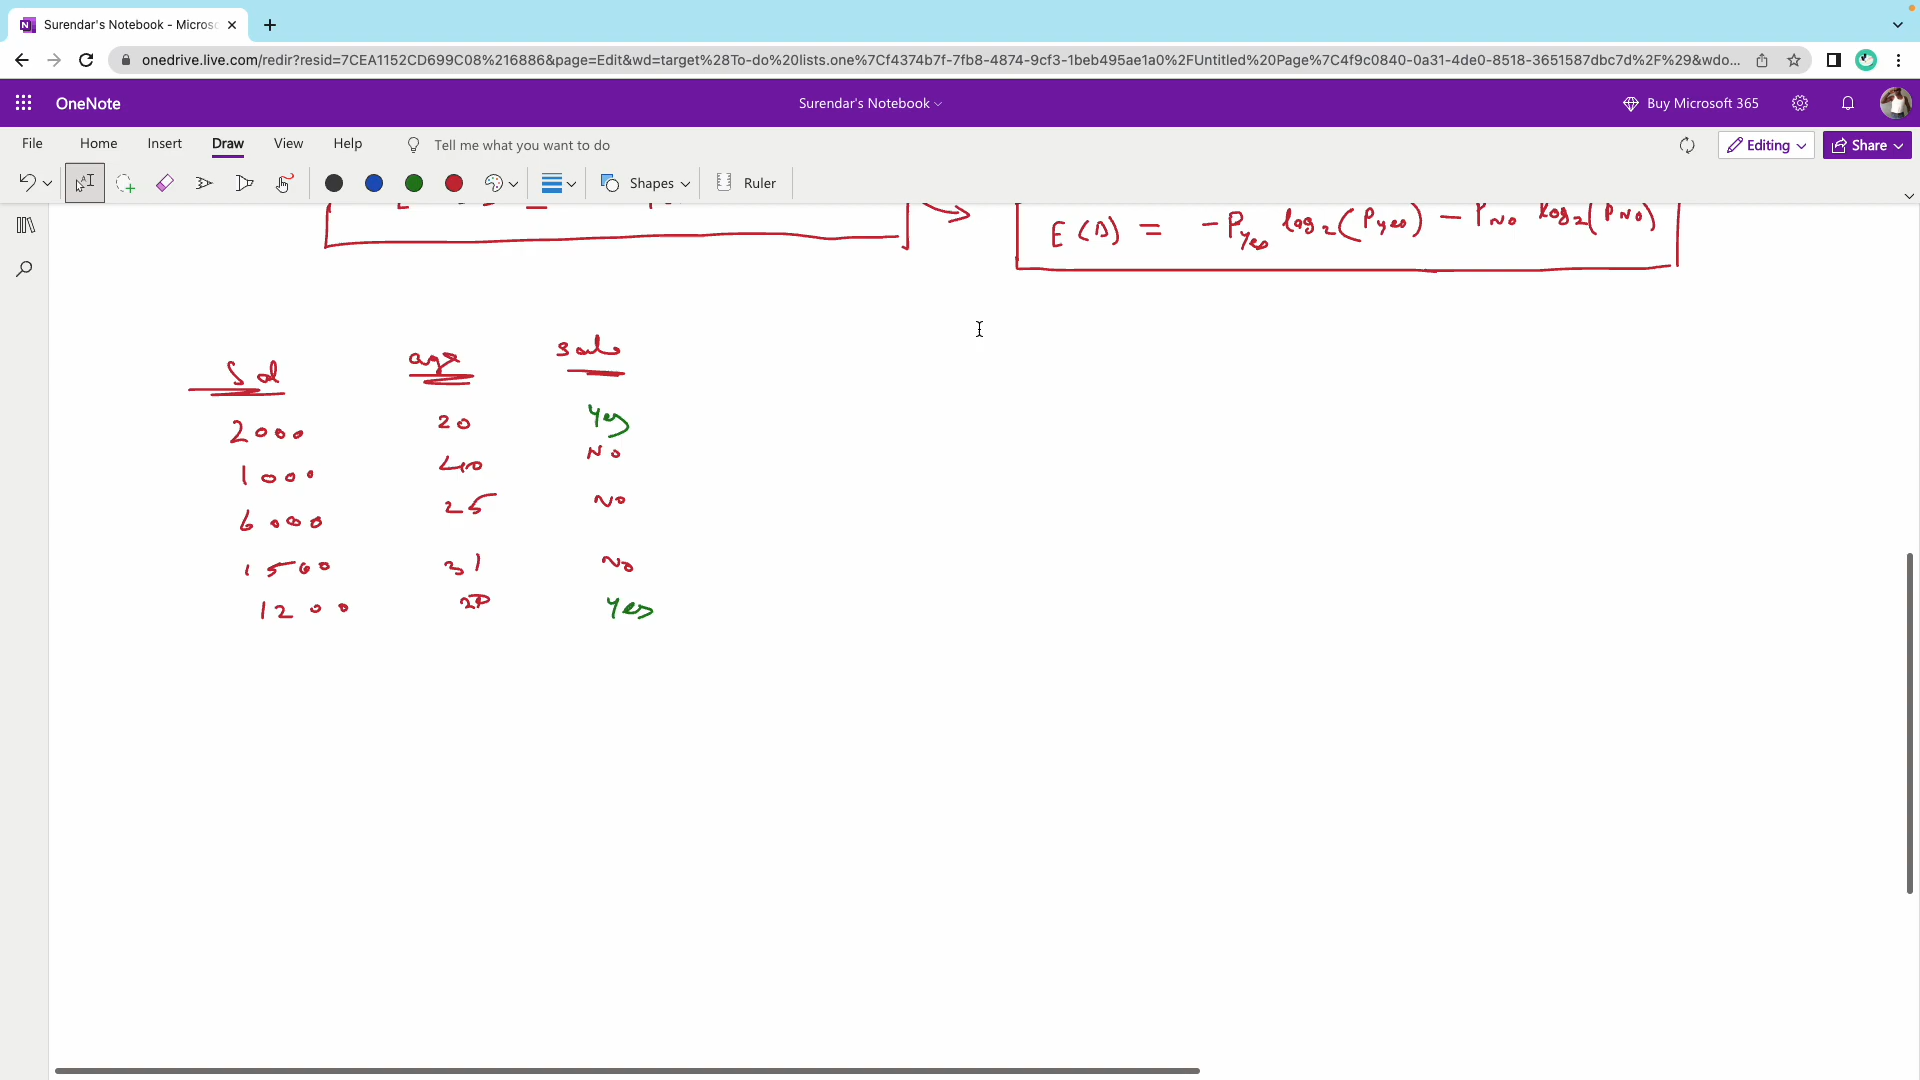 Surendar's Notebook - Micros
onedrive.live.com/redir?resid=7CEA1152CD699C08%216886&page=Edit&wd=target%28To-do%20lists.one%7Cf4374b7f-7fb8-4874-9cf3-1beb495ae1a0%2FUntitled%20Page%7C4f9c0840-0a31-4de0-8518-3651587dbc7d%2F%29&wdo...
OneNote
Surendar's Notebook
Buy Microsoft 365
File Home Insert Draw View Help Tell me what you want to do
Editing Share
Shapes Ruler
E(D) = -Pyes log2(Pyes) - PNo log2(PNo)
Sal age sale
2000 20 Yes
1000 40 No
6000 25 No
1500 31 No
1200 Yes